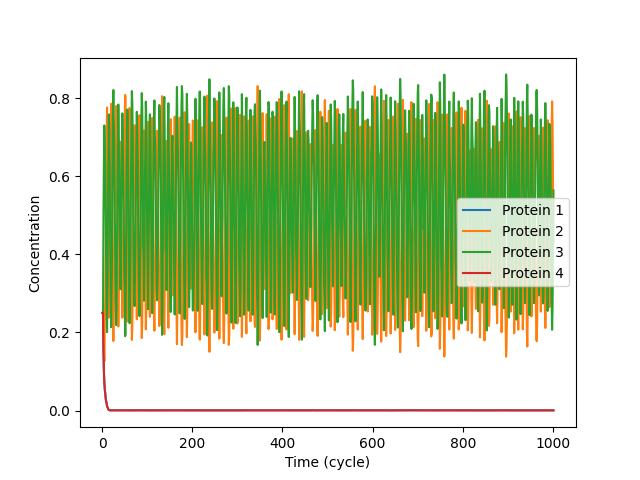 Concentration
0.8
0.6
0.4
0.2
0.0
Protein 1
Protein 2
Protein 3
Protein 4
0 200 400 600 800 1000
Time (cycle)